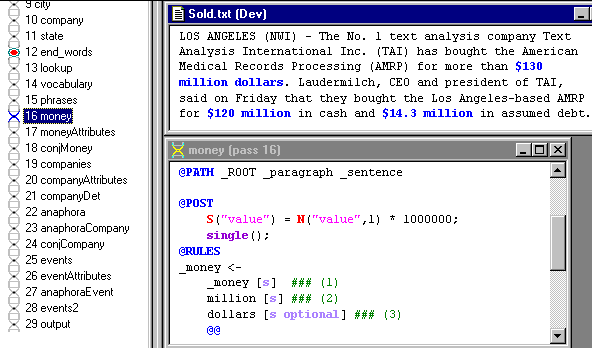 9 city
10 company
11 state
12 end_words
13 lookup
14 vocabulary
15 phrases
16 money
17 moneyAttributes
18 conjMoney
19 companies
20 companyAttributes
21 companyDet
22 anaphora
23 anaphoraCompany
24 conjCompany
25 events
26 eventAttributes
27 anaphoraEvent
28 events2
29 output
Sold.txt (Dev)
LOS ANGELES (NWI) - The No. 1 text analysis company Text
Analysis International Inc. (TAI) has bought the American
Medical Records Processing (AMRP) for more than $130
million dollars. Laudermilch, CEO and president of TAI,
said on Friday that they bought the Los Angeles-based AMRP
for $120 million in cash and $14.3 million in assumed debt.
money (pass 16)
@PATH _ROOT _paragraph _sentence
@POST
S("value") = N("value",1) * 1000000;
single();
@RULES
_money <-
_money [s] ### (1)
million [s] ### (2)
dollars [s optional] ### (3)
@@